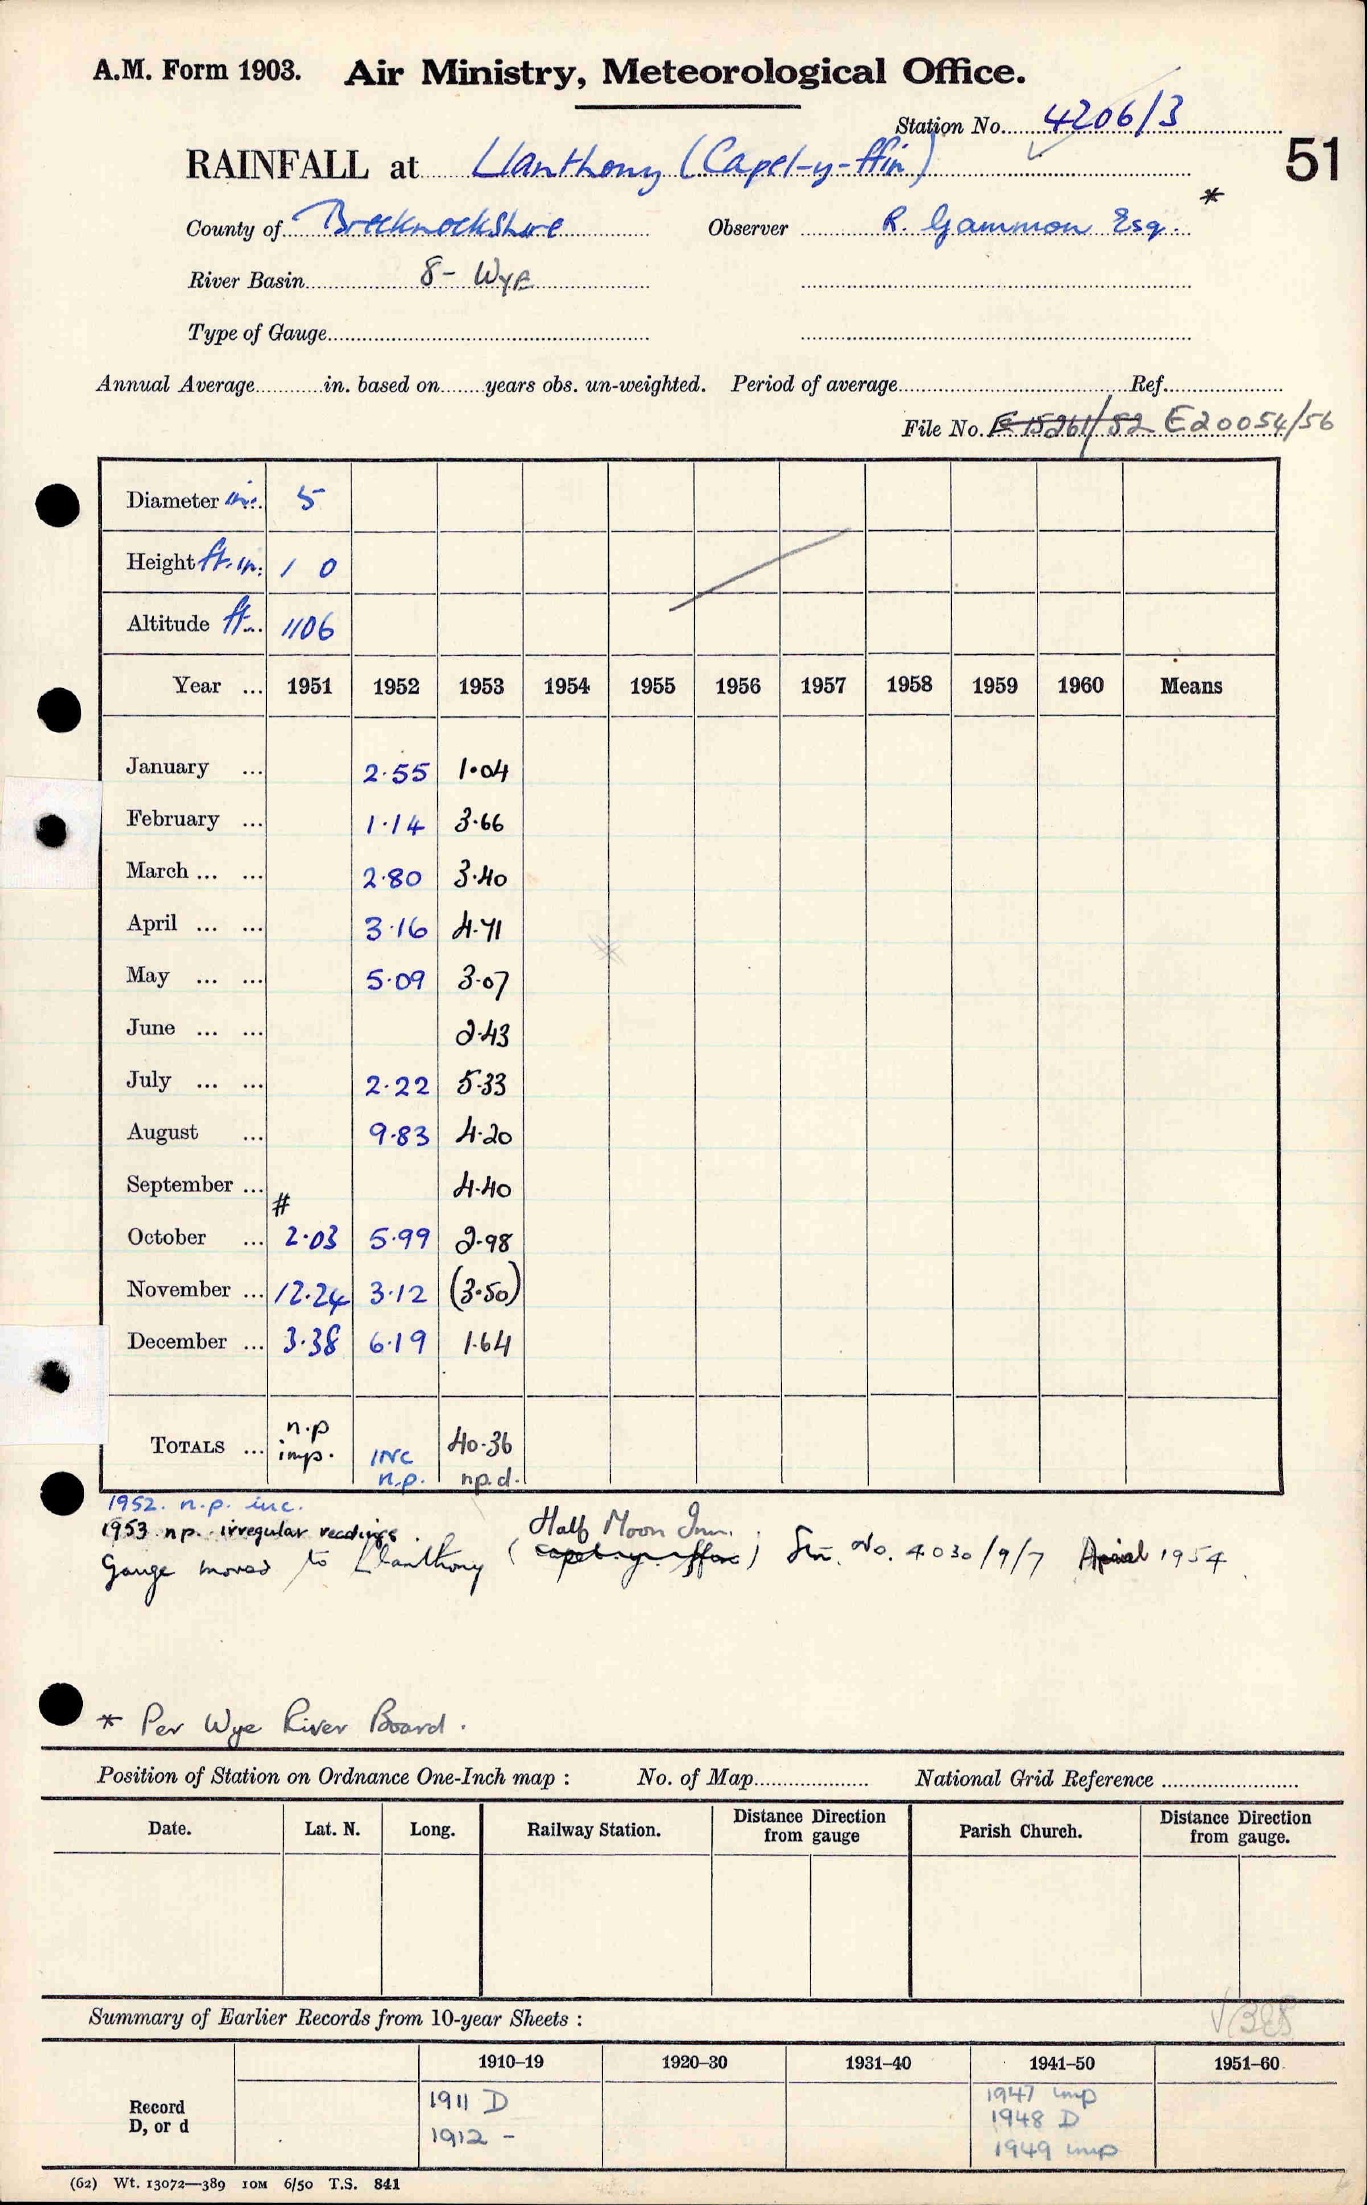 A.M. Form 1903. Air Ministry, Meteorological Office.
Station No. 4206/3
51
RAINFALL at Llanthony (Capel-y-ffin)
*
County of Brecknockshire Observer R. Gammon Esq.
River Basin 8 - Wye
Type of Gauge
Annual Average in. based on years obs. un-weighted. Period of average Ref.
File No. E 15261/52 E20054/56
Diameter in. 5
Height ft. in. 1 0
Altitude ft. 1106
Year ... 1951 1952 1953 1954 1955 1956 1957 1958 1959 1960 Means
January ... 2.55 1.04
February ... 1.14 3.66
March ... ... 2.80 3.40
April ... ... 3.16 4.71
May ... ... 5.09 3.07
June ... ... 2.43
July ... ... 2.22 5.33
August ... 9.83 4.20
September ... # 4.40
October ... 2.03 5.99 2.98
November ... 12.24 3.12 (3.50)
December ... 3.38 6.19 1.64
TOTALS ... n.p imp. INC n.p. 40.36 np.d.
1952. n.p. inc.
1953 n.p. irregular readings.
Half Moon Inn.
Gauge moved to Llanthony (Capel-y-ffin) Stn. No. 4030/9/7 April 1954
* Per Wye River Board.
Position of Station on Ordnance One-Inch map : No. of Map National Grid Reference
Date. Lat. N. Long. Railway Station. Distance Direction from gauge Parish Church. Distance Direction from gauge.
Summary of Earlier Records from 10-year Sheets :
1910–19 1920–30 1931–40 1941–50 1951–60
Record D, or d
1911 D 1947 imp
1912 - 1948 D
1949 imp
(62) Wt. 13072—389 10M 6/50 T.S. 841